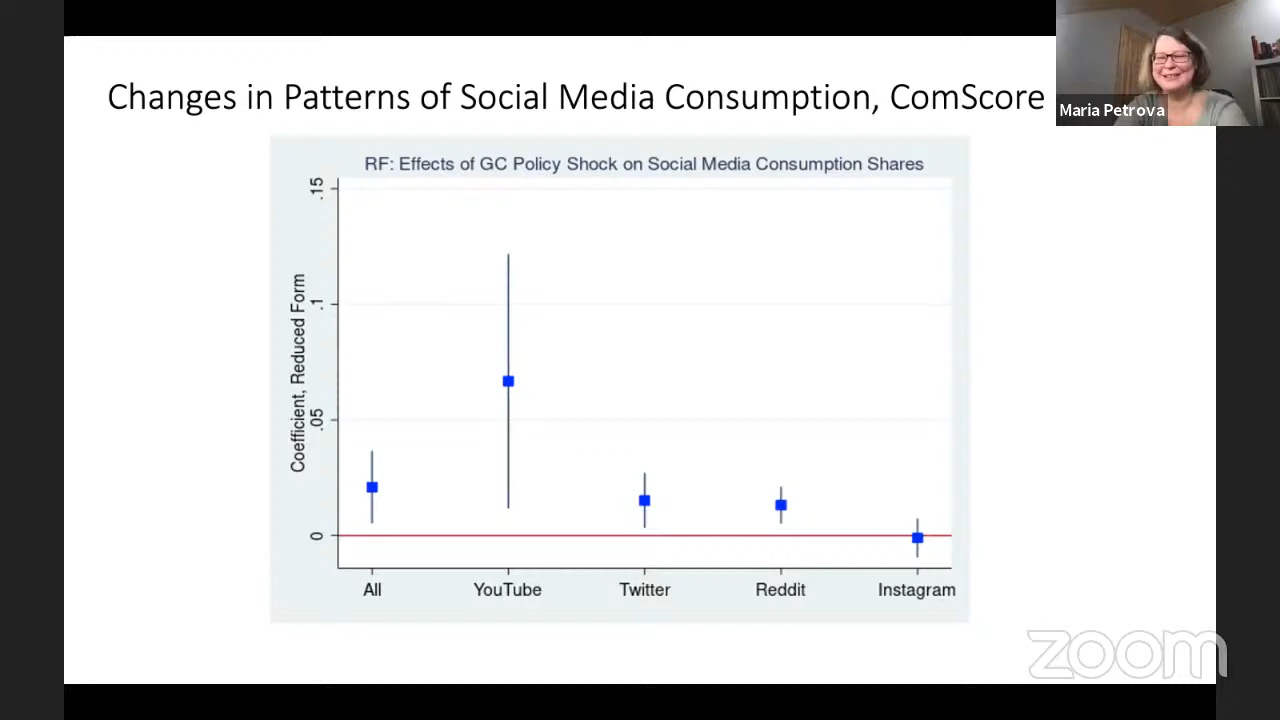 Changes in Patterns of Social Media Consumption, ComScore
Maria Petrova
RF: Effects of GC Policy Shock on Social Media Consumption Shares
Coefficient, Reduced Form
.15
.1
.05
0
All
YouTube
Twitter
Reddit
Instagram
zoom